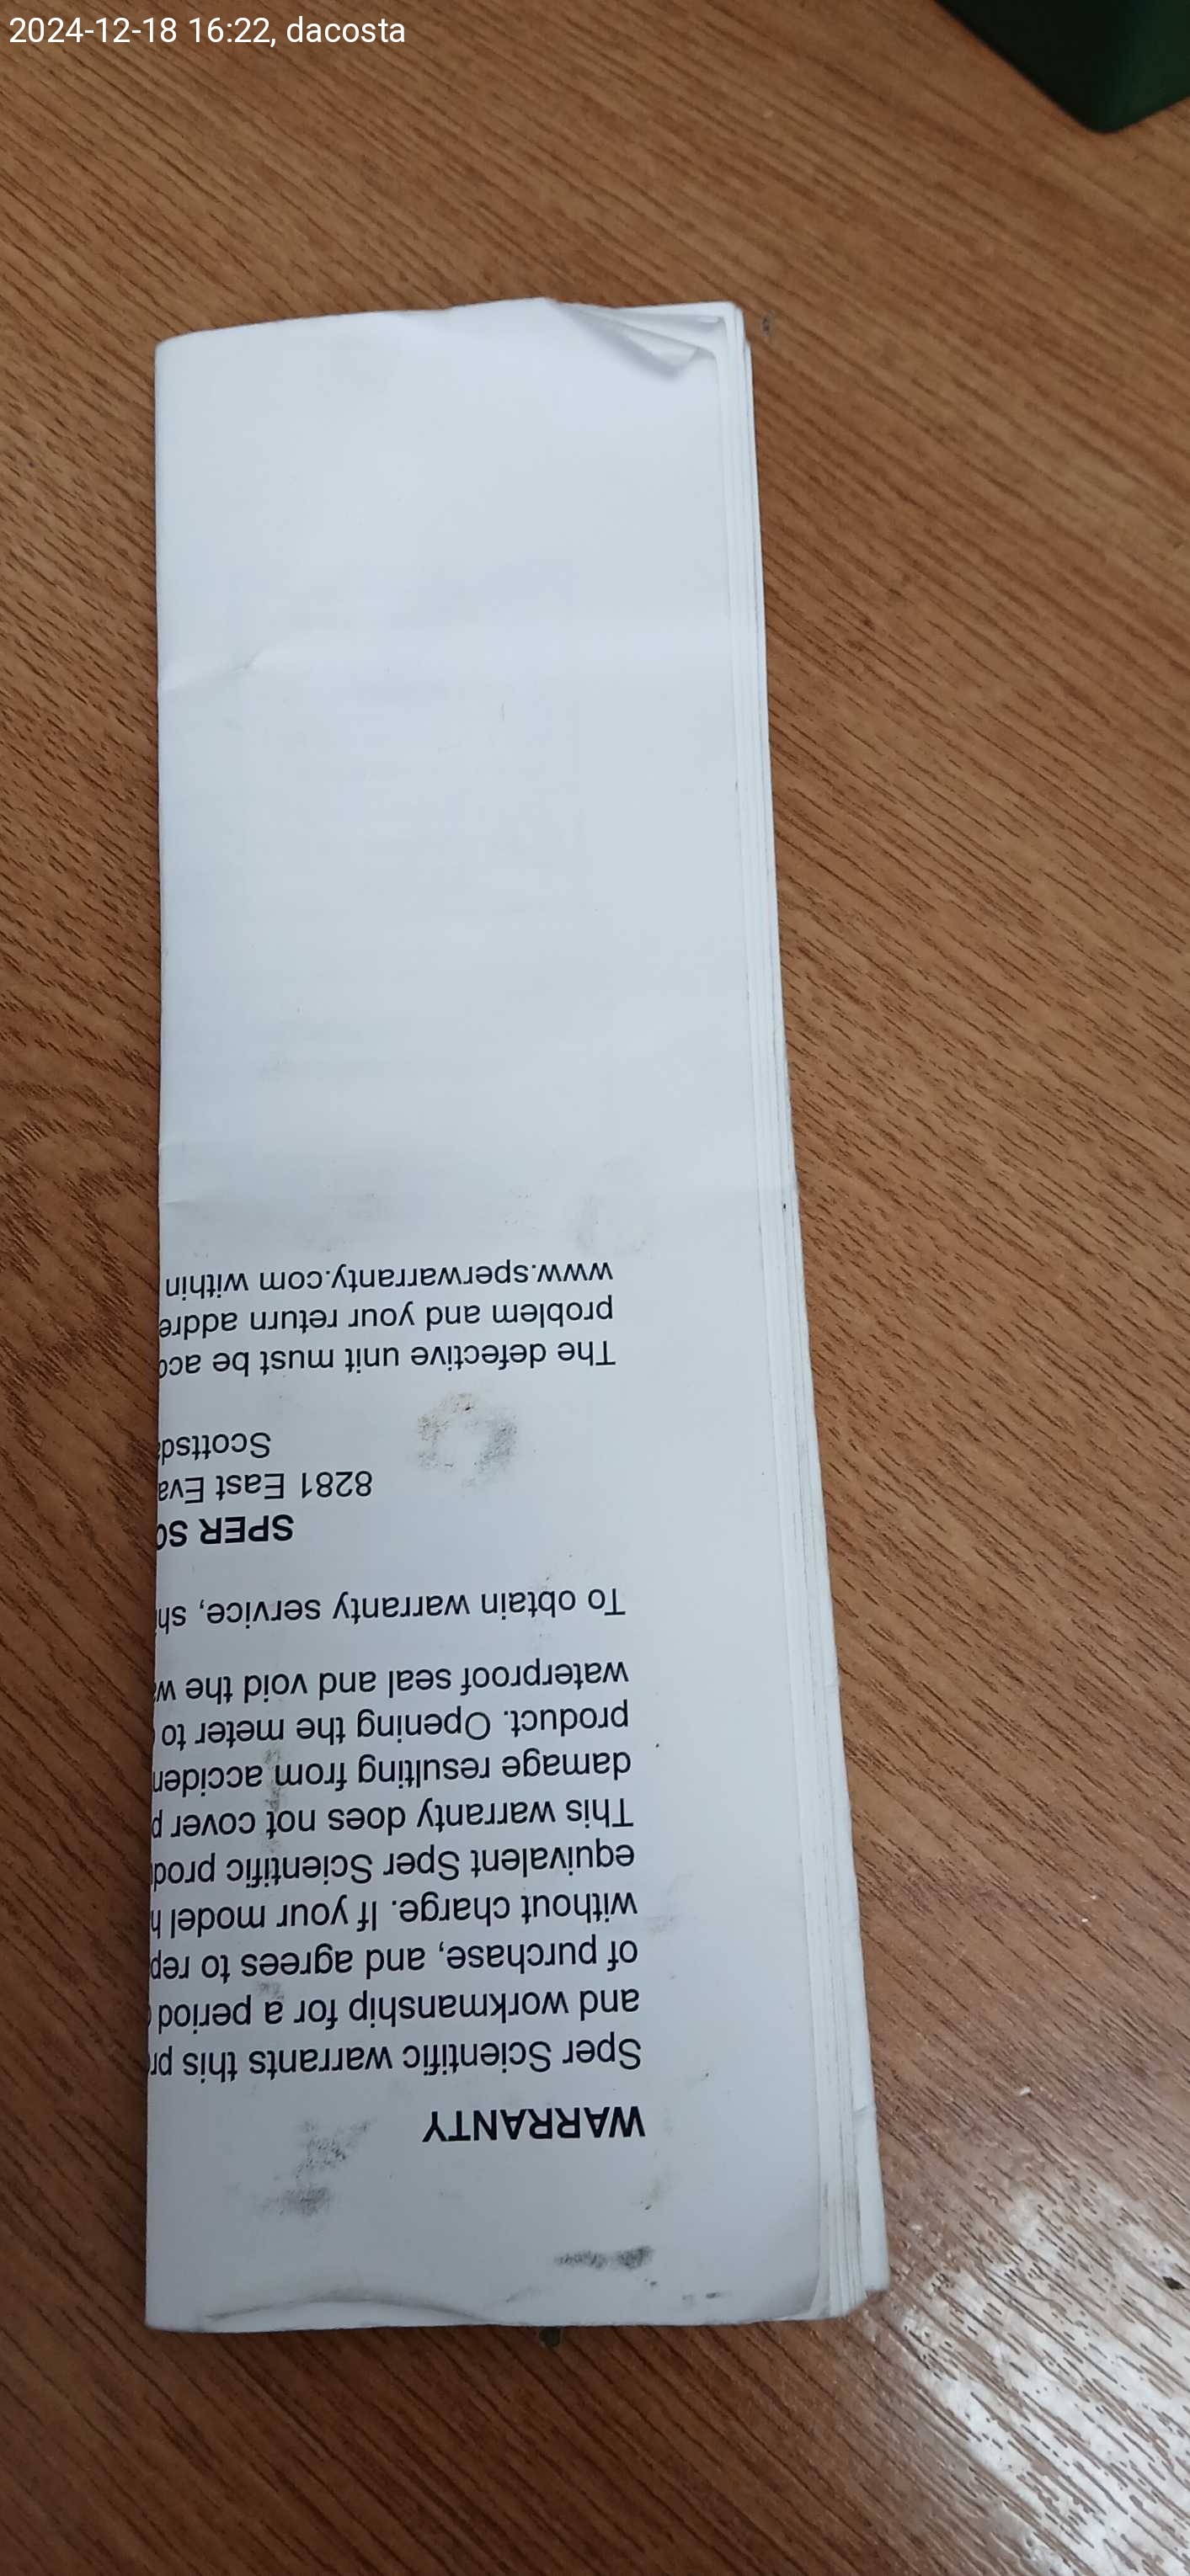 2024-12-18 16:22, dacosta
WARRANTY
Sper Scientific warrants this pr
and workmanship for a period
of purchase, and agrees to rep
without charge. If your model h
equivalent Sper Scientific prod
This warranty does not cover p
damage resulting from acciden
product. Opening the meter to
waterproof seal and void the w
To obtain warranty service, sh
SPER SC
8281 East Eva
Scottsd
The defective unit must be acc
problem and your return addre
www.sperwarranty.com within